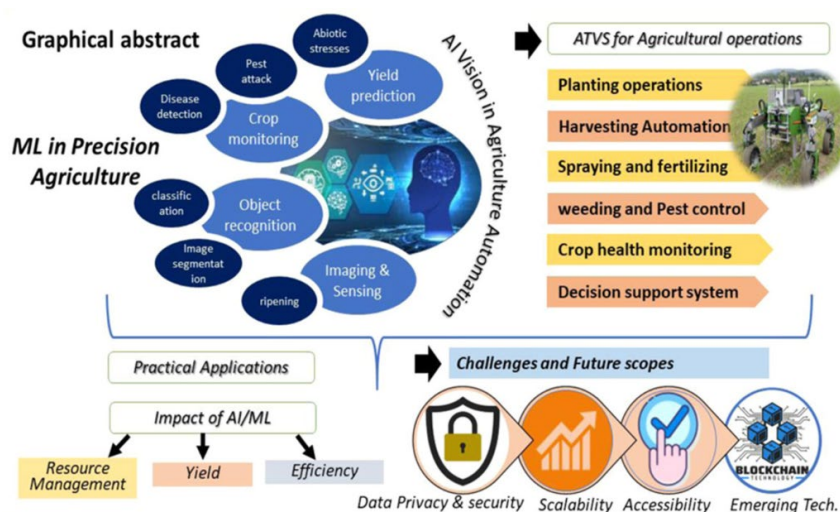 Graphical abstract
ML in Precision
Agriculture
Abiotic
stresses
Pest
attack
Disease
detection
Yield
prediction
Crop
monitoring
classific
ation
Object
recognition
Image
segmentat
ion
ripening
Imaging &
Sensing
AI Vision in Agriculture Automation
ATVS for Agricultural operations
Planting operations
Harvesting Automation
Spraying and fertilizing
weeding and Pest control
Crop health monitoring
Decision support system
Practical Applications
Impact of AI/ML
Resource
Management
Yield
Efficiency
Challenges and Future scopes
BLOCKCHAIN
TECHNOLOGY
Data Privacy & security
Scalability
Accessibility
Emerging Tech.